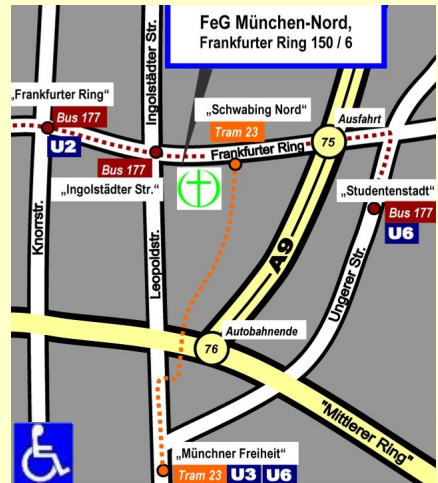 FeG München-Nord,
Frankfurter Ring 150 / 6
Ingolstädter Str.
„Frankfurter Ring“
Bus 177
U2
„Schwabing Nord“
Tram 23
Ausfahrt
75
Frankfurter Ring
Bus 177
„Ingolstädter Str.“
„Studentenstadt“
Bus 177
U6
Knorrstr.
Leopoldstr.
A9
Ungerer Str.
Autobahnende
76
"Mittlerer Ring"
„Münchner Freiheit“
Tram 23 U3 U6